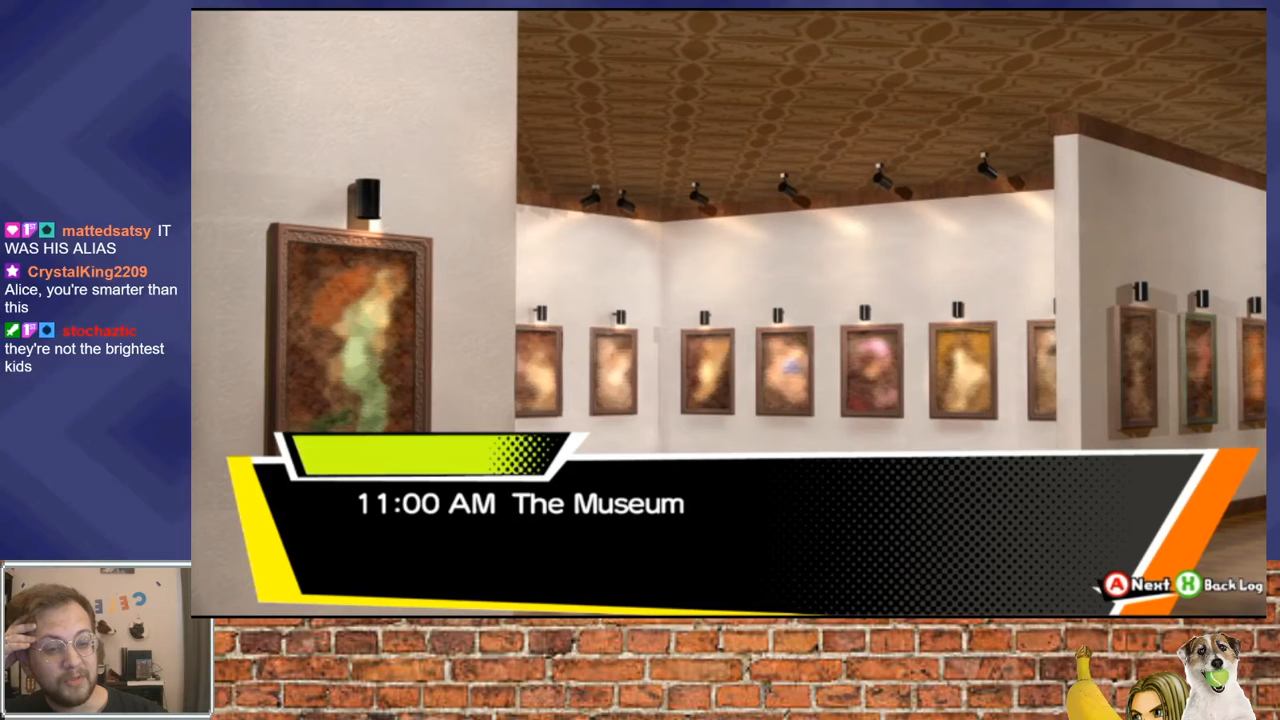 mattedsatsy IT
WAS HIS ALIAS
CrystalKing2209
Alice, you're smarter than
this
stochaztic
they're not the brightest
kids
11:00 AM The Museum
A Next X Back Log